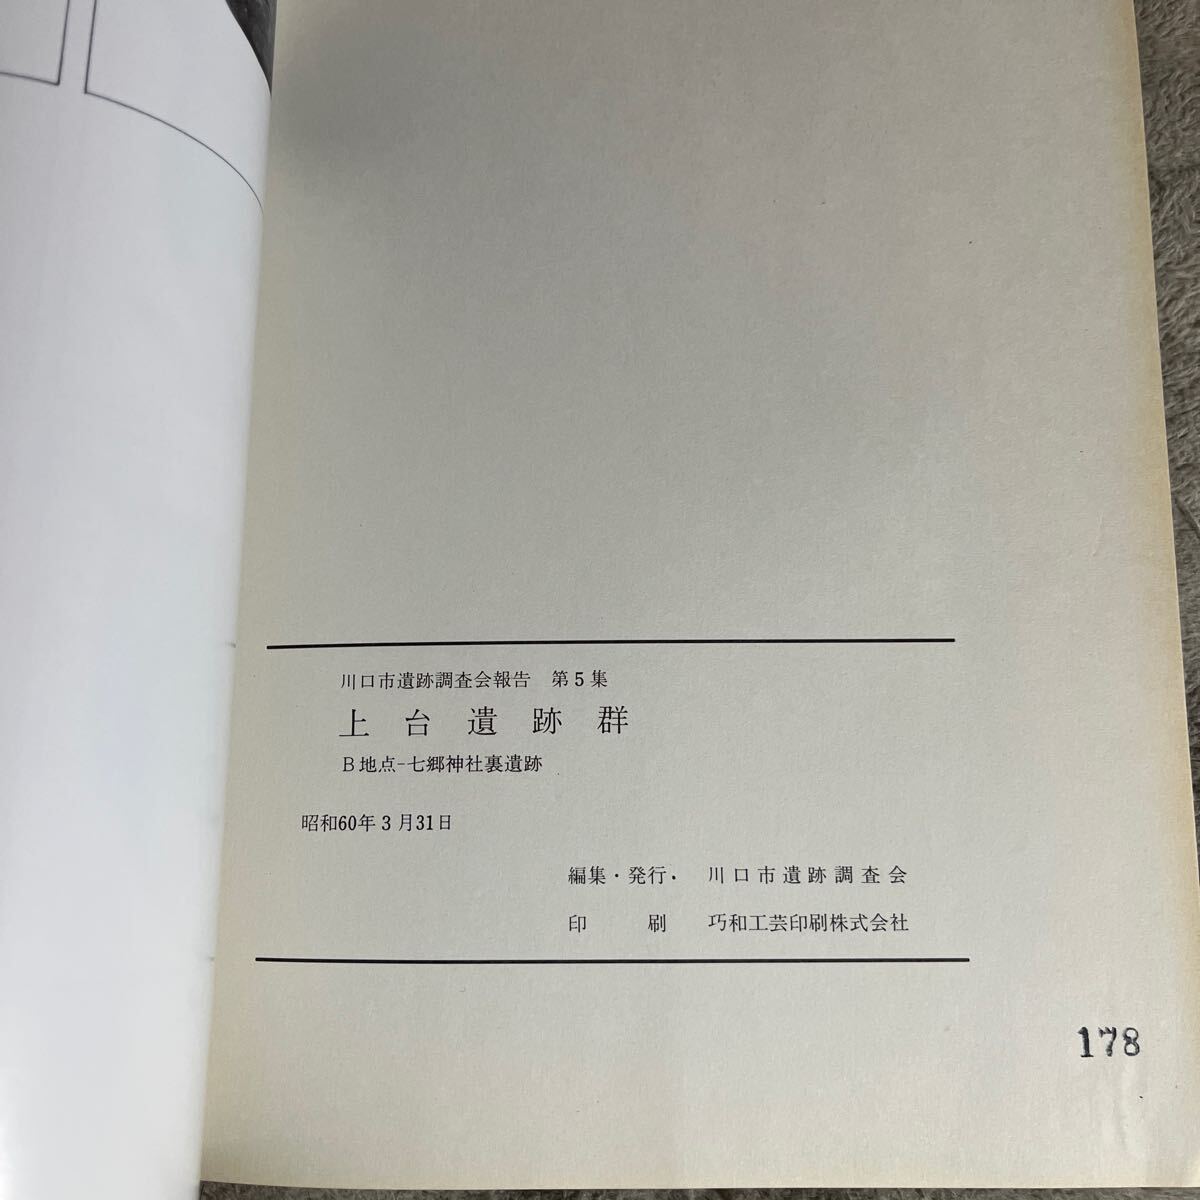 川口市遺跡調査会報告　第5集
上台遺跡群
B地点-七郷神社裏遺跡
昭和60年3月31日
編集・発行． 川口市遺跡調査会
印　　刷　巧和工芸印刷株式会社
178